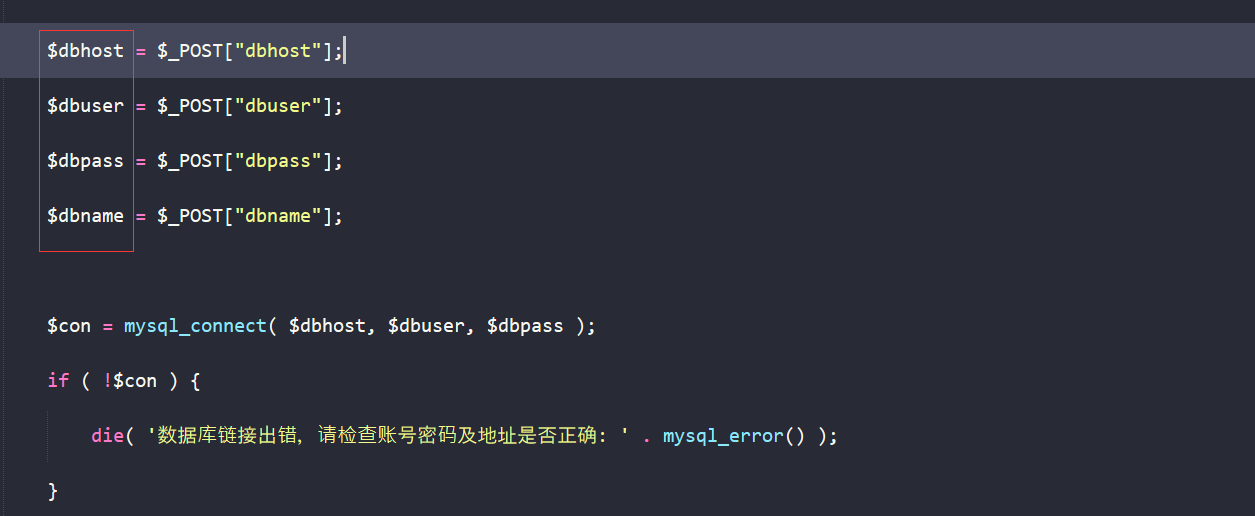 $dbhost = $_POST["dbhost"];
$dbuser = $_POST["dbuser"];
$dbpass = $_POST["dbpass"];
$dbname = $_POST["dbname"];
$con = mysql_connect( $dbhost, $dbuser, $dbpass );
if ( !$con ) {
die( '数据库链接出错，请检查账号密码及地址是否正确: ' . mysql_error() );
}